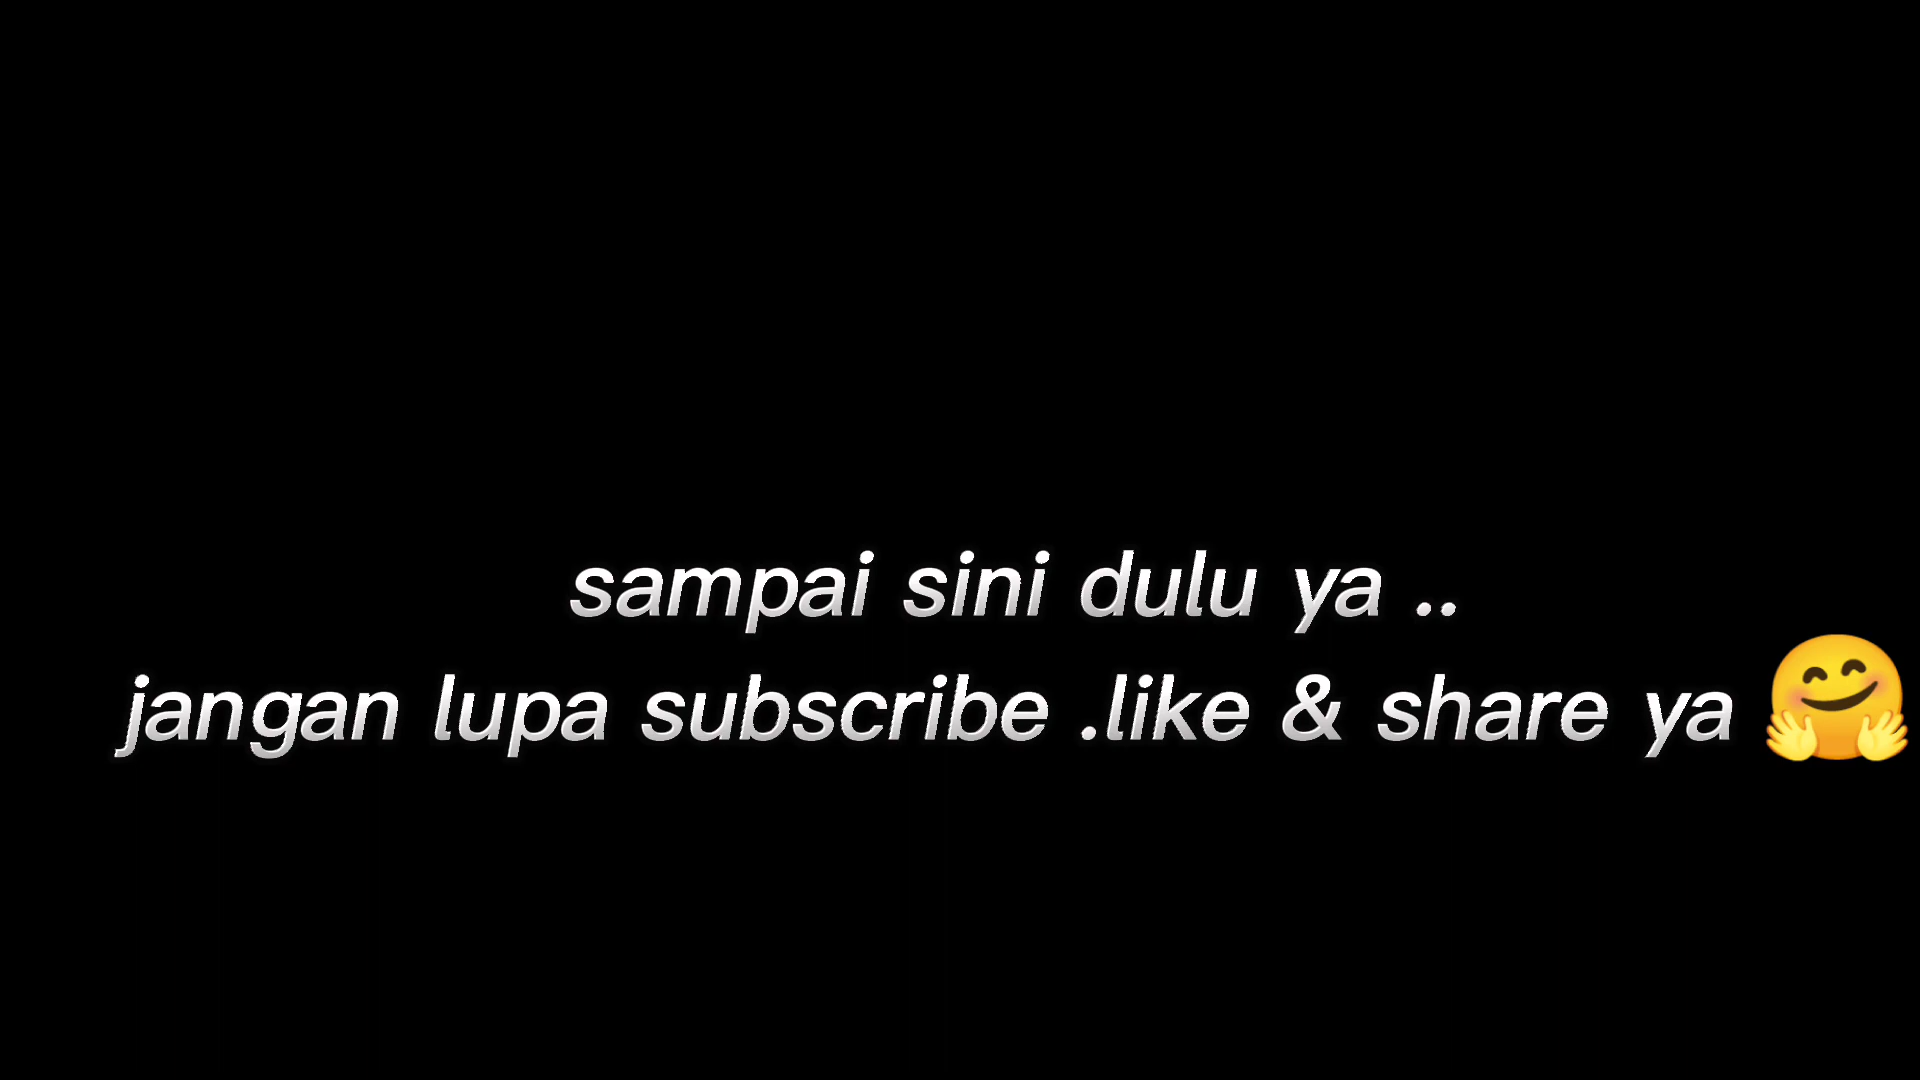 sampai sini dulu ya ..
jangan lupa subscribe .like & share ya 🤗